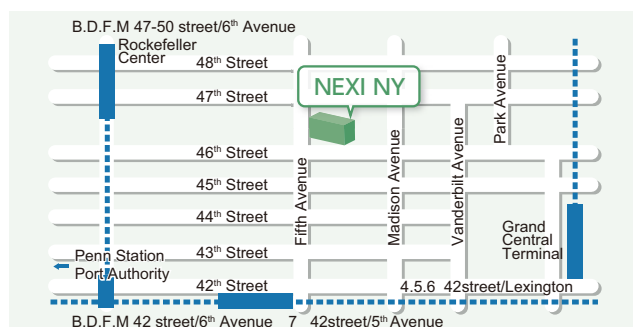 B.D.F.M 47-50 street/6th Avenue
Rockefeller
Center
48th Street
NEXI NY
47th Street
Park Avenue
46th Street
45th Street
Fifth Avenue
Madison Avenue
Vanderbilt Avenue
44th Street
Grand
Central
Terminal
43th Street
Penn Station
Port Authority
42th Street
4.5.6 42street/Lexington
B.D.F.M 42 street/6th Avenue 7 42street/5th Avenue